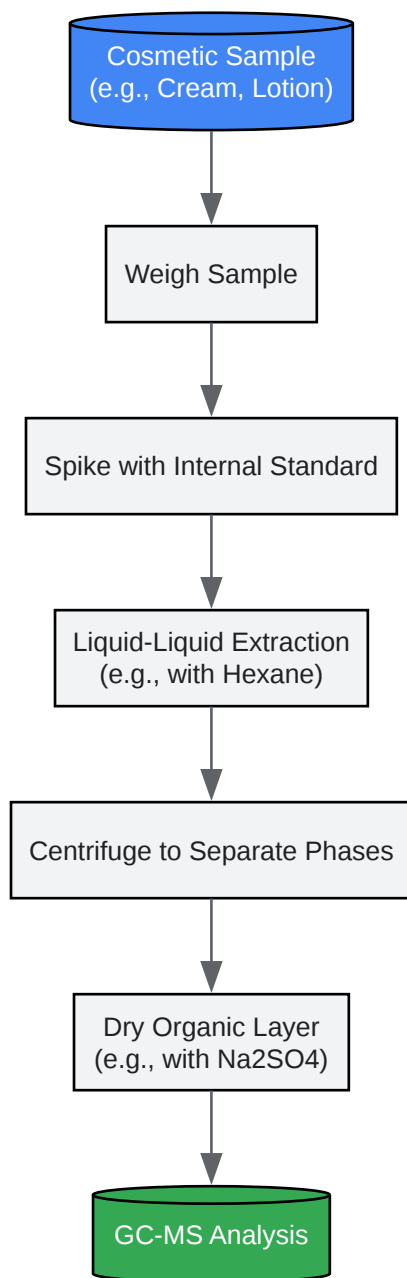 Cosmetic Sample
(e.g., Cream, Lotion)
Weigh Sample
Spike with Internal Standard
Liquid-Liquid Extraction
(e.g., with Hexane)
Centrifuge to Separate Phases
Dry Organic Layer
(e.g., with Na2SO4)
GC-MS Analysis